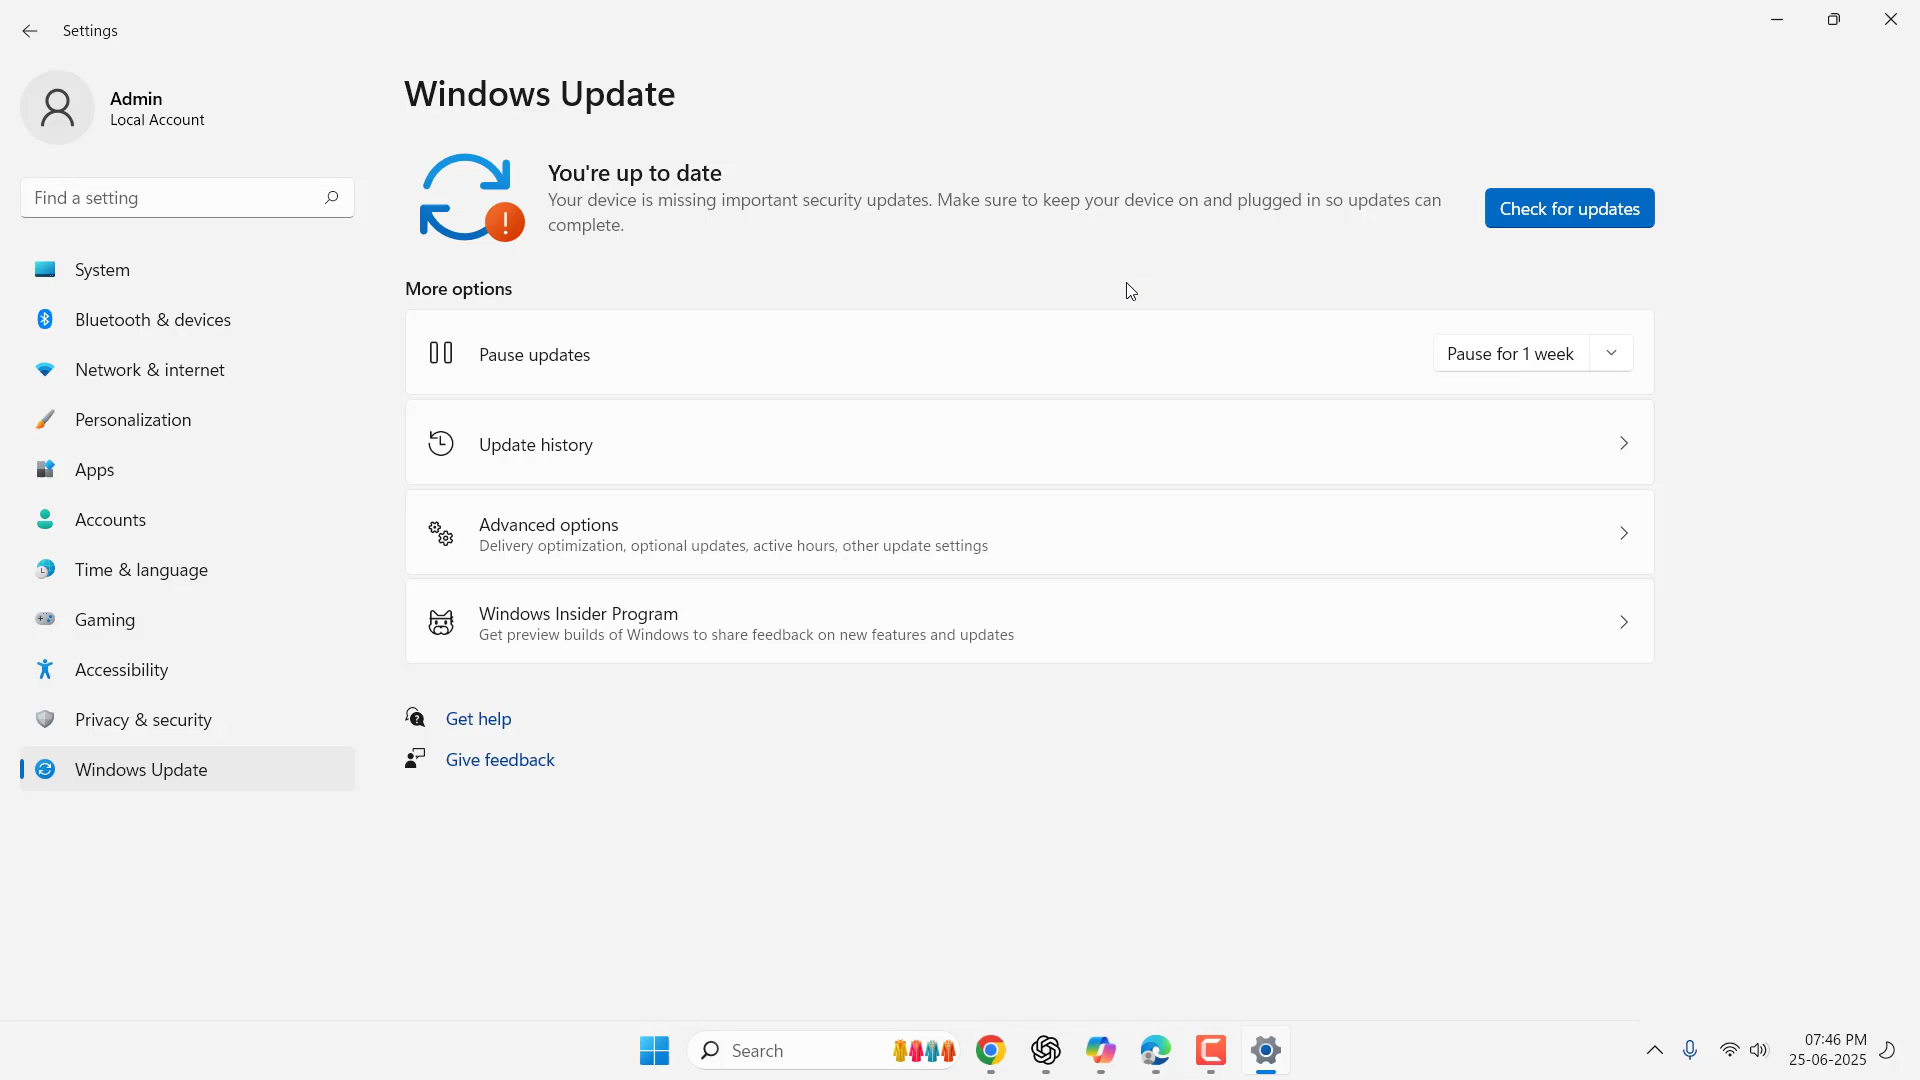 Settings
Admin
Local Account
Find a setting
System
Bluetooth & devices
Network & internet
Personalization
Apps
Accounts
Time & language
Gaming
Accessibility
Privacy & security
Windows Update
Windows Update
You're up to date
Your device is missing important security updates. Make sure to keep your device on and plugged in so updates can
complete.
Check for updates
More options
Pause updates
Pause for 1 week
Update history
Advanced options
Delivery optimization, optional updates, active hours, other update settings
Windows Insider Program
Get preview builds of Windows to share feedback on new features and updates
Get help
Give feedback
Search
07:46 PM
25-06-2025